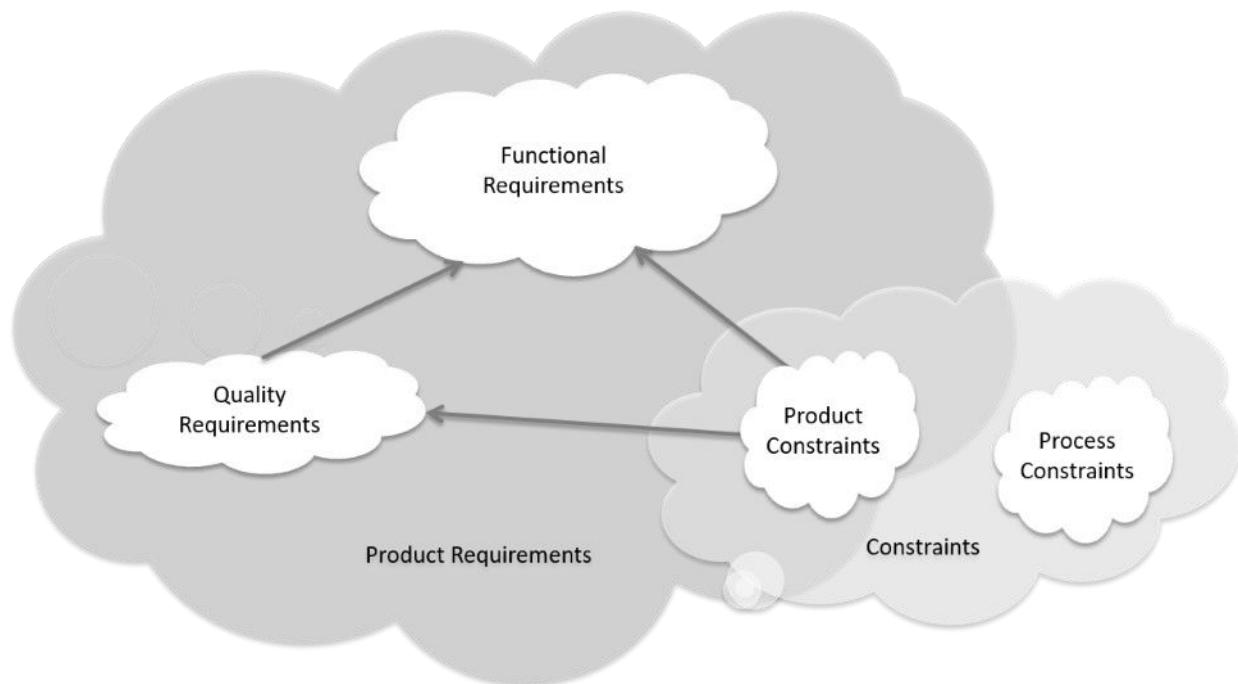 Functional
Requirements
Quality
Requirements
Product
Constraints
Process
Constraints
Product Requirements
Constraints